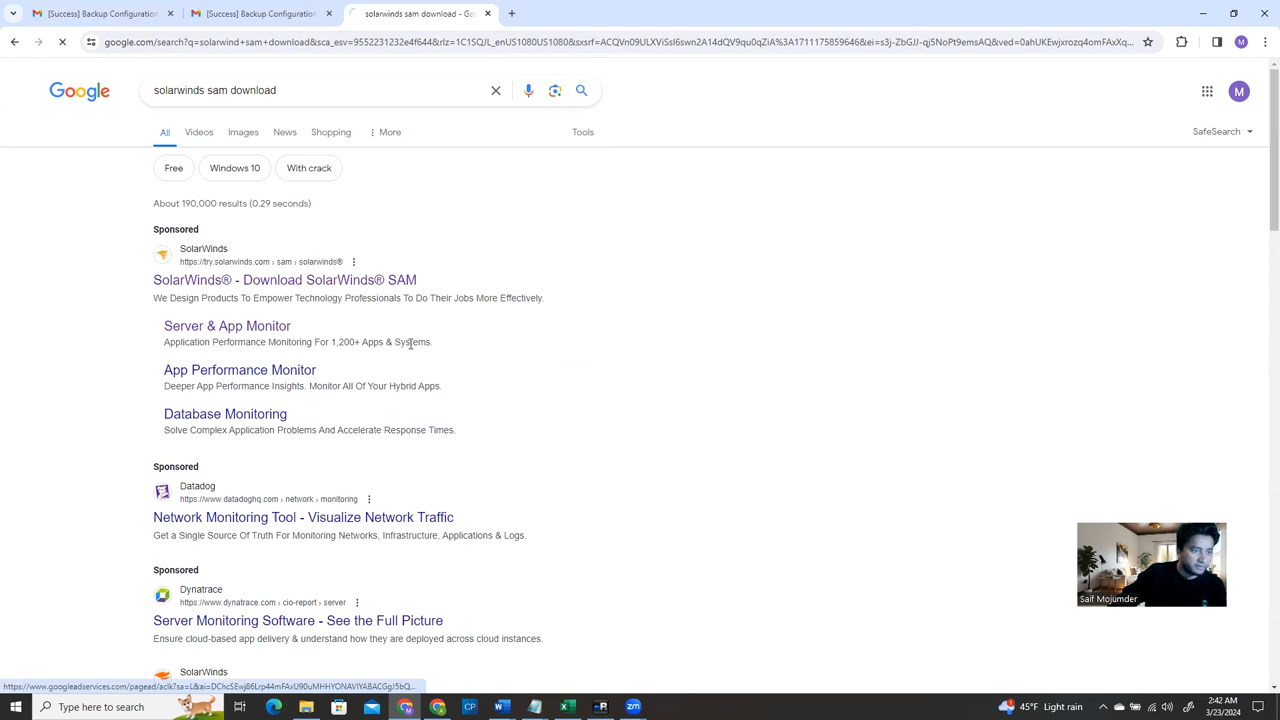 [Success] Backup Configuration
[Success] Backup Configuration
solarwinds sam download - Goo
Google
solarwinds sam download
M
M
All
Videos
Images
News
Shopping
More
Tools
SafeSearch
Free
Windows 10
With crack
About 190,000 results (0.29 seconds)
Sponsored
SolarWinds
https://try.solarwinds.com › sam › solarwinds®
SolarWinds® - Download SolarWinds® SAM
We Design Products To Empower Technology Professionals To Do Their Jobs More Effectively.
Server & App Monitor
Application Performance Monitoring For 1,200+ Apps & Systems.
App Performance Monitor
Deeper App Performance Insights. Monitor All Of Your Hybrid Apps.
Database Monitoring
Solve Complex Application Problems And Accelerate Response Times.
Sponsored
Datadog
https://www.datadoghq.com › network › monitoring
Network Monitoring Tool - Visualize Network Traffic
Get a Single Source Of Truth For Monitoring Networks, Infrastructure, Applications & Logs.
Sponsored
Dynatrace
https://www.dynatrace.com › cio-report › server
Server Monitoring Software - See the Full Picture
Ensure cloud-based app delivery & understand how they are deployed across cloud instances.
SolarWinds
Saif Mojumder
Type here to search
CP
45°F Light rain
2:42 AM
3/23/2024